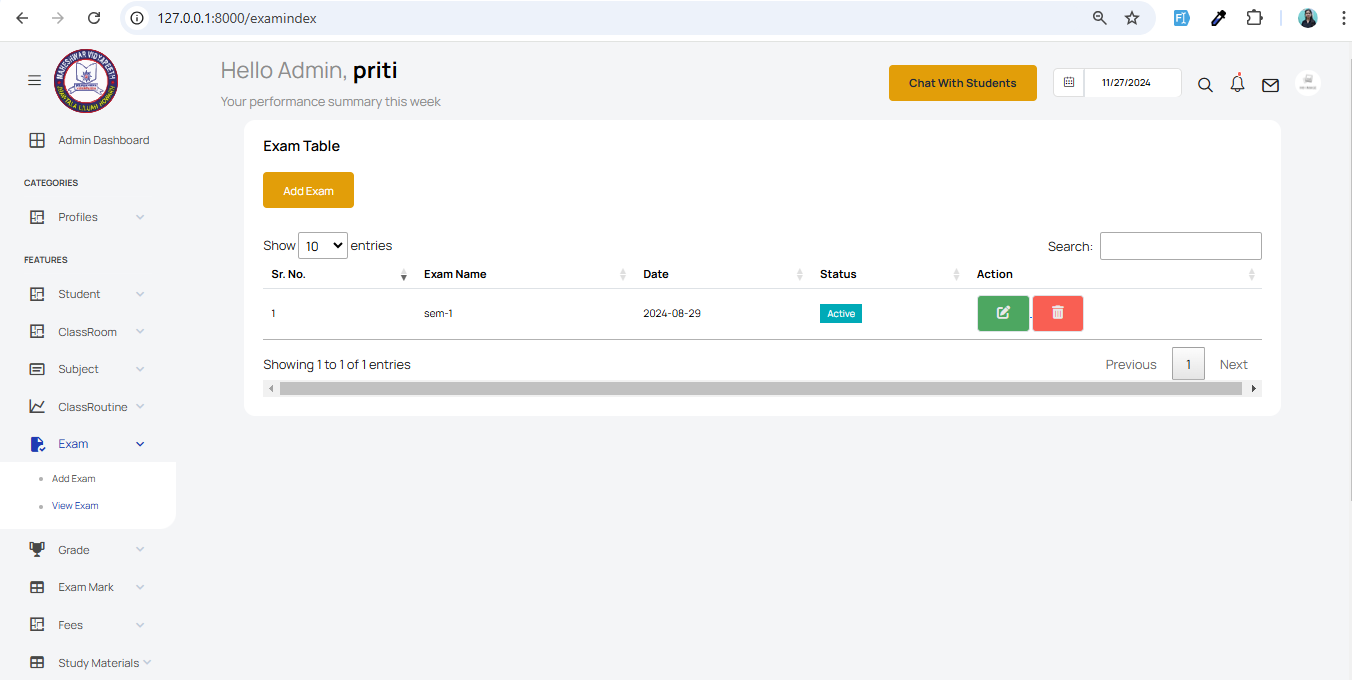 127.0.0.1:8000/examindex
Hello Admin, priti
Your performance summary this week
Chat With Students
11/27/2024
Admin Dashboard
CATEGORIES
Profiles
FEATURES
Student
ClassRoom
Subject
ClassRoutine
Exam
Add Exam
View Exam
Grade
Exam Mark
Fees
Study Materials
Exam Table
Add Exam
Show 10 entries
Search:
Sr. No. Exam Name Date Status Action
1 sem-1 2024-08-29 Active .
Showing 1 to 1 of 1 entries
Previous 1 Next